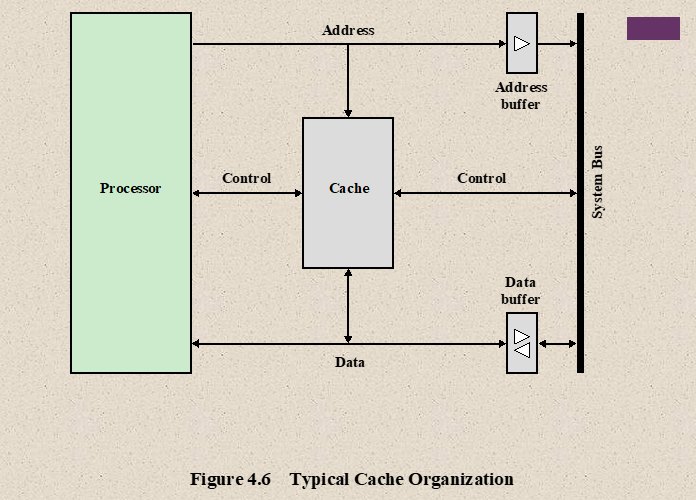 Address
Address
buffer
Processor
Control
Cache
Control
System Bus
Data
buffer
Data
Figure 4.6 Typical Cache Organization